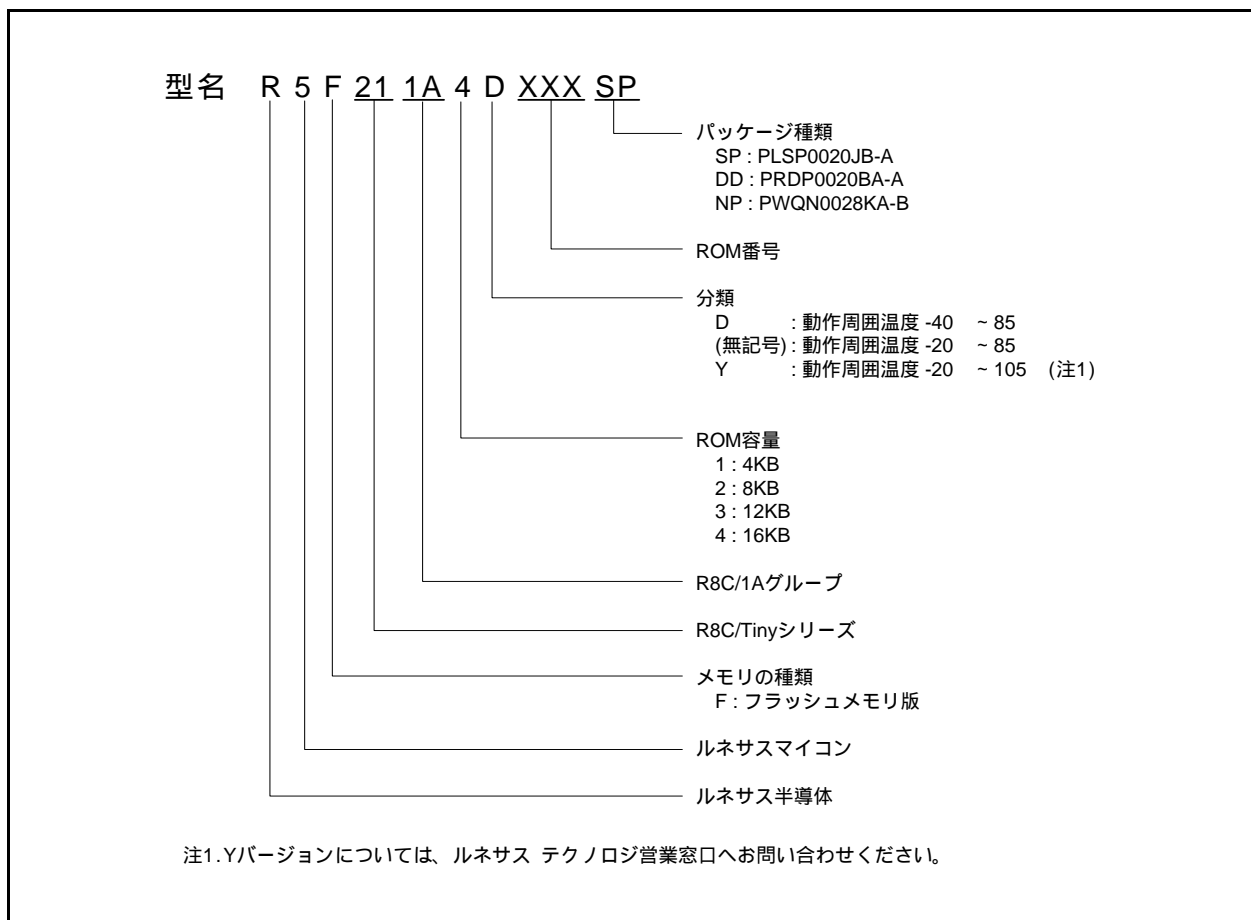 型名 R 5 F 21 1A 4 D XXX SP
パッケージ種類
SP : PLSP0020JB-A
DD : PRDP0020BA-A
NP : PWQN0028KA-B
ROM番号
分類
D : 動作周囲温度 -40 ~ 85
(無記号) : 動作周囲温度 -20 ~ 85
Y : 動作周囲温度 -20 ~ 105 (注1)
ROM容量
1 : 4KB
2 : 8KB
3 : 12KB
4 : 16KB
R8C/1Aグループ
R8C/Tinyシリーズ
メモリの種類
F : フラッシュメモリ版
ルネサスマイコン
ルネサス半導体
注1.Yバージョンについては、ルネサス テクノロジ営業窓口へお問い合わせください。